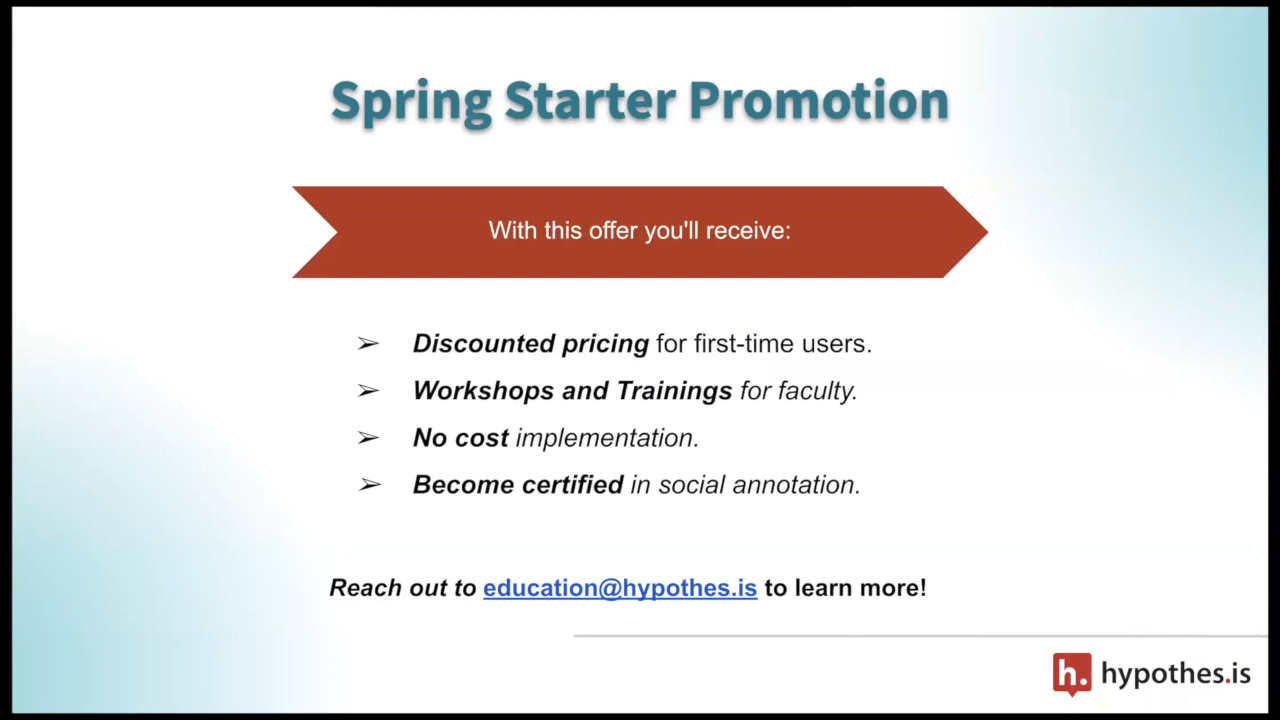 Spring Starter Promotion
With this offer you'll receive:
➢ Discounted pricing for first-time users.
➢ Workshops and Trainings for faculty.
➢ No cost implementation.
➢ Become certified in social annotation.
Reach out to education@hypothes.is to learn more!
h. hypothes.is